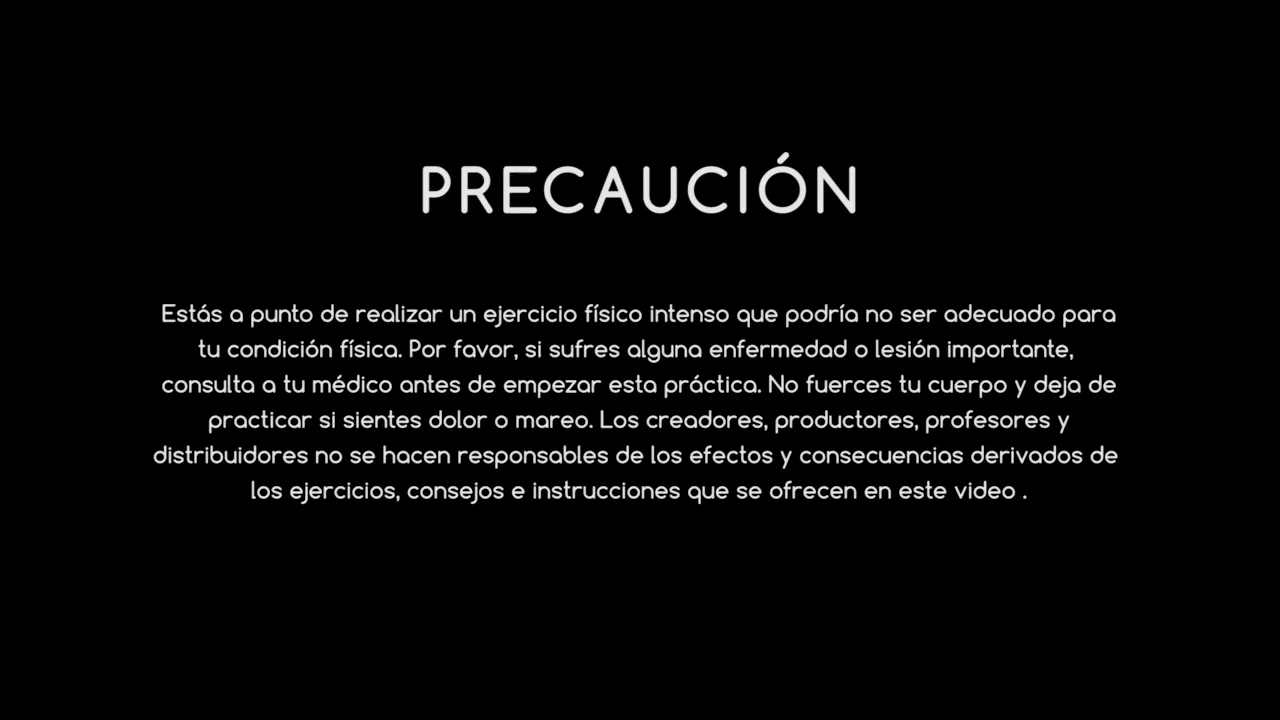 PRECAUCIÓN
Estás a punto de realizar un ejercicio físico intenso que podría no ser adecuado para
tu condición física. Por favor, si sufres alguna enfermedad o lesión importante,
consulta a tu médico antes de empezar esta práctica. No fuerces tu cuerpo y deja de
practicar si sientes dolor o mareo. Los creadores, productores, profesores y
distribuidores no se hacen responsables de los efectos y consecuencias derivados de
los ejercicios, consejos e instrucciones que se ofrecen en este video .